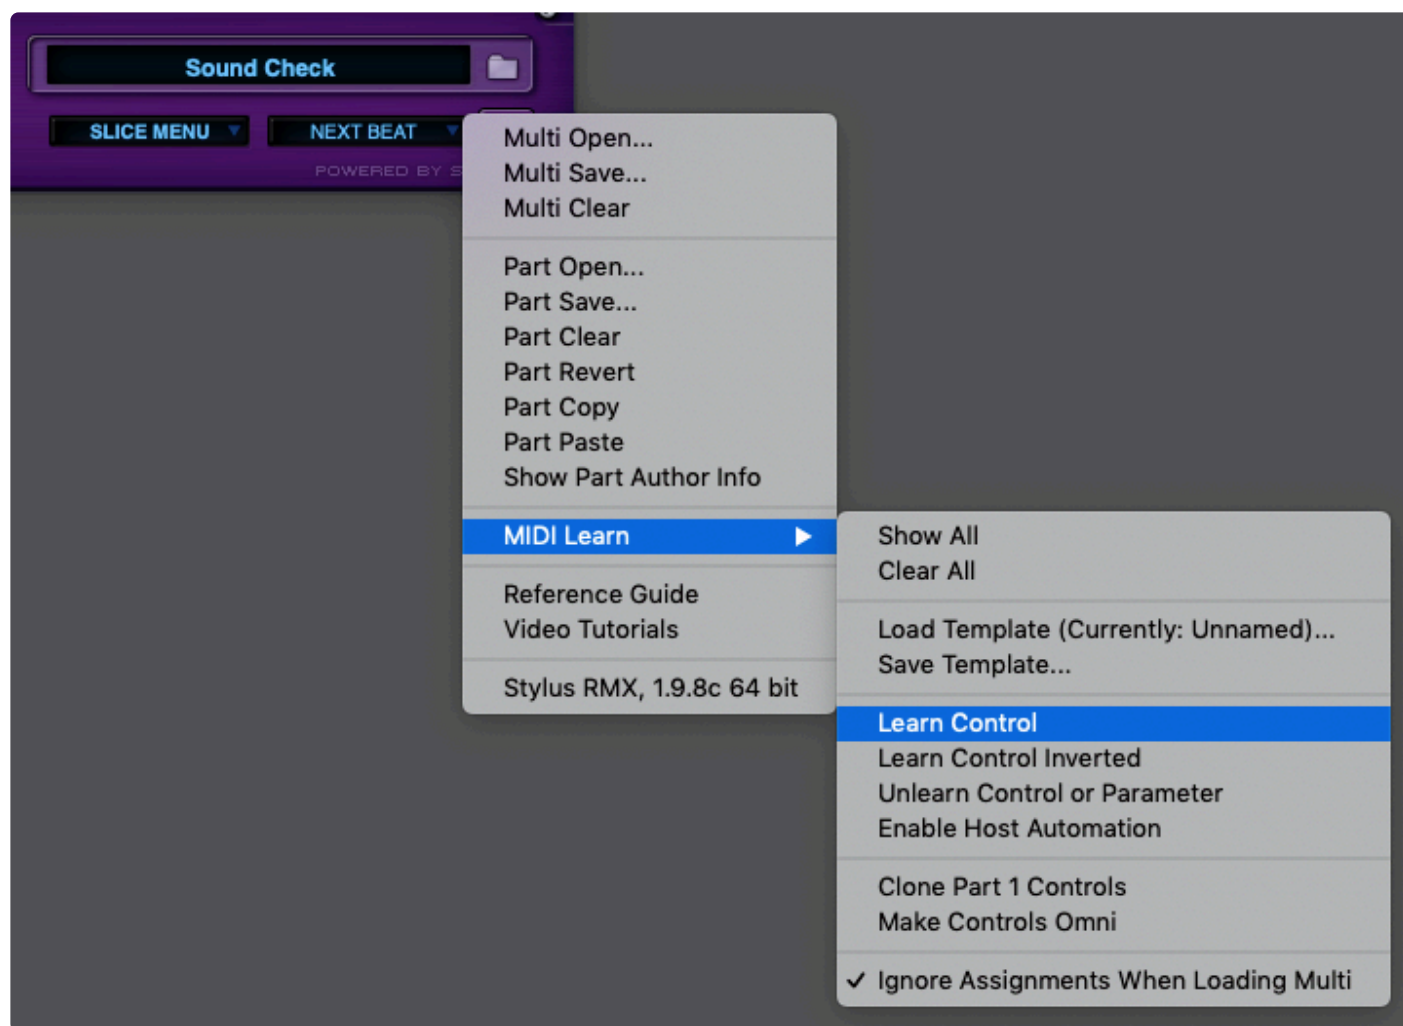 Sound Check
SLICE MENU
NEXT BEAT
POWERED BY
Multi Open...
Multi Save...
Multi Clear
Part Open...
Part Save...
Part Clear
Part Revert
Part Copy
Part Paste
Show Part Author Info
MIDI Learn
Reference Guide
Video Tutorials
Stylus RMX, 1.9.8c 64 bit
Show All
Clear All
Load Template (Currently: Unnamed)...
Save Template...
Learn Control
Learn Control Inverted
Unlearn Control or Parameter
Enable Host Automation
Clone Part 1 Controls
Make Controls Omni
✓ Ignore Assignments When Loading Multi